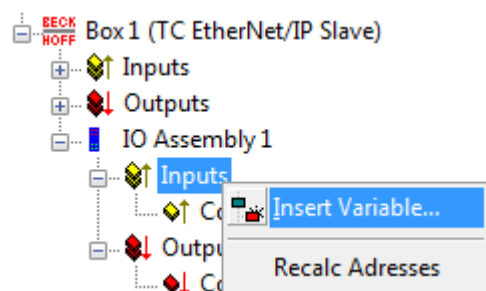 BECK
HOFF
Box 1 (TC EtherNet/IP Slave)
Inputs
Outputs
IO Assembly 1
Inputs
Insert Variable...
Recalc Adresses